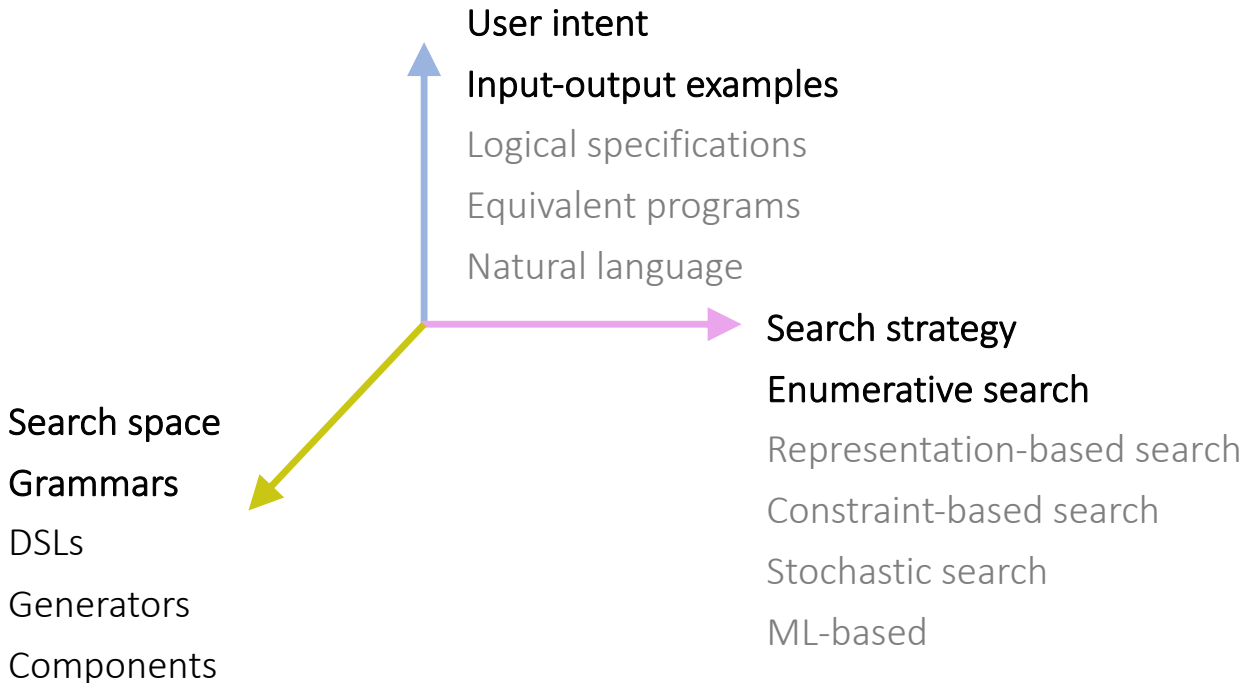 User intent
Input-output examples
Logical specifications
Equivalent programs
Natural language
Search strategy
Enumerative search
Representation-based search
Constraint-based search
Stochastic search
ML-based
Search space
Grammars
DSLs
Generators
Components